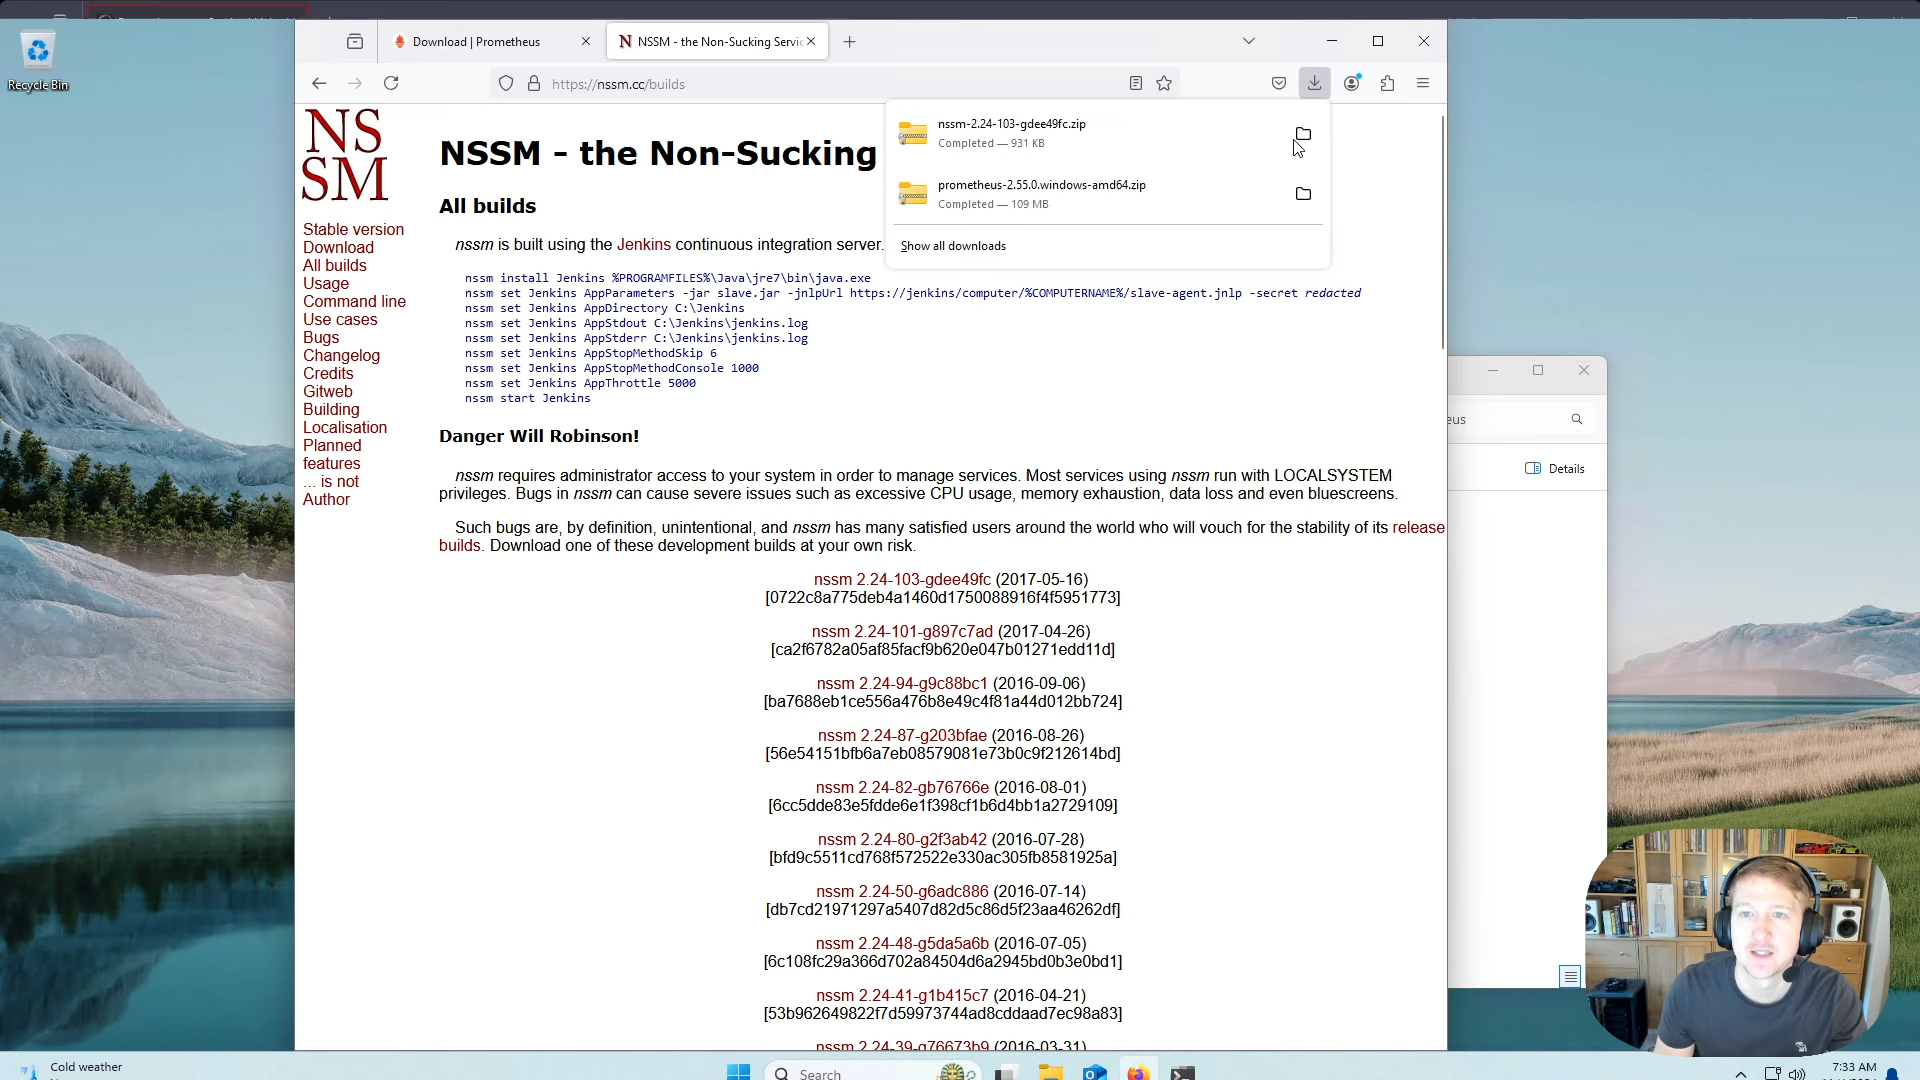 Recycle Bin
Download | Prometheus
NSSM - the Non-Sucking Servic
https://nssm.cc/builds
nssm-2.24-103-gdee49fc.zip
Completed — 931 KB
prometheus-2.55.0.windows-amd64.zip
Completed — 109 MB
Show all downloads
NS
SM
Stable version
Download
All builds
Usage
Command line
Use cases
Bugs
Changelog
Credits
Gitweb
Building
Localisation
Planned
features
... is not
Author
NSSM - the Non-Sucking
All builds
nssm is built using the Jenkins continuous integration server.
nssm install Jenkins %PROGRAMFILES%\Java\jre7\bin\java.exe
nssm set Jenkins AppParameters -jar slave.jar -jnlpUrl https://jenkins/computer/%COMPUTERNAME%/slave-agent.jnlp -secret redacted
nssm set Jenkins AppDirectory C:\Jenkins
nssm set Jenkins AppStdout C:\Jenkins\jenkins.log
nssm set Jenkins AppStderr C:\Jenkins\jenkins.log
nssm set Jenkins AppStopMethodSkip 6
nssm set Jenkins AppStopMethodConsole 1000
nssm set Jenkins AppThrottle 5000
nssm start Jenkins
Danger Will Robinson!
nssm requires administrator access to your system in order to manage services. Most services using nssm run with LOCALSYSTEM
privileges. Bugs in nssm can cause severe issues such as excessive CPU usage, memory exhaustion, data loss and even bluescreens.
Such bugs are, by definition, unintentional, and nssm has many satisfied users around the world who will vouch for the stability of its release
builds. Download one of these development builds at your own risk.
nssm 2.24-103-gdee49fc (2017-05-16)
[0722c8a775deb4a1460d1750088916f4f5951773]
nssm 2.24-101-g897c7ad (2017-04-26)
[ca2f6782a05af85facf9b620e047b01271edd11d]
nssm 2.24-94-g9c88bc1 (2016-09-06)
[ba7688eb1ce556a476b8e49c4f81a44d012bb724]
nssm 2.24-87-g203bfae (2016-08-26)
[56e54151bfb6a7eb08579081e73b0c9f212614bd]
nssm 2.24-82-gb76766e (2016-08-01)
[6cc5dde83e5fdde6e1f398cf1b6d4bb1a2729109]
nssm 2.24-80-g2f3ab42 (2016-07-28)
[bfd9c5511cd768f572522e330ac305fb8581925a]
nssm 2.24-50-g6adc886 (2016-07-14)
[db7cd21971297a5407d82d5c86d5f23aa46262df]
nssm 2.24-48-g5da5a6b (2016-07-05)
[6c108fc29a366d702a84504d6a2945bd0b3e0bd1]
nssm 2.24-41-g1b415c7 (2016-04-21)
[53b962649822f7d59973744ad8cddaad7ec98a83]
nssm 2.24-39-g76673b9 (2016-03-31)
eus
Details
Cold weather
Search
7:33 AM